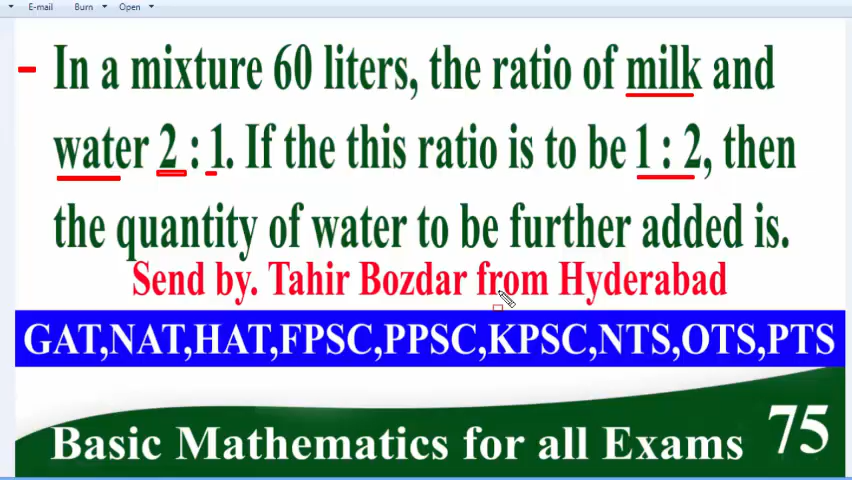 E-mail Burn Open
In a mixture 60 liters, the ratio of milk and
water 2 : 1. If the this ratio is to be 1 : 2, then
the quantity of water to be further added is.
Send by. Tahir Bozdar from Hyderabad
GAT,NAT,HAT,FPSC,PPSC,KPSC,NTS,OTS,PTS
Basic Mathematics for all Exams 75